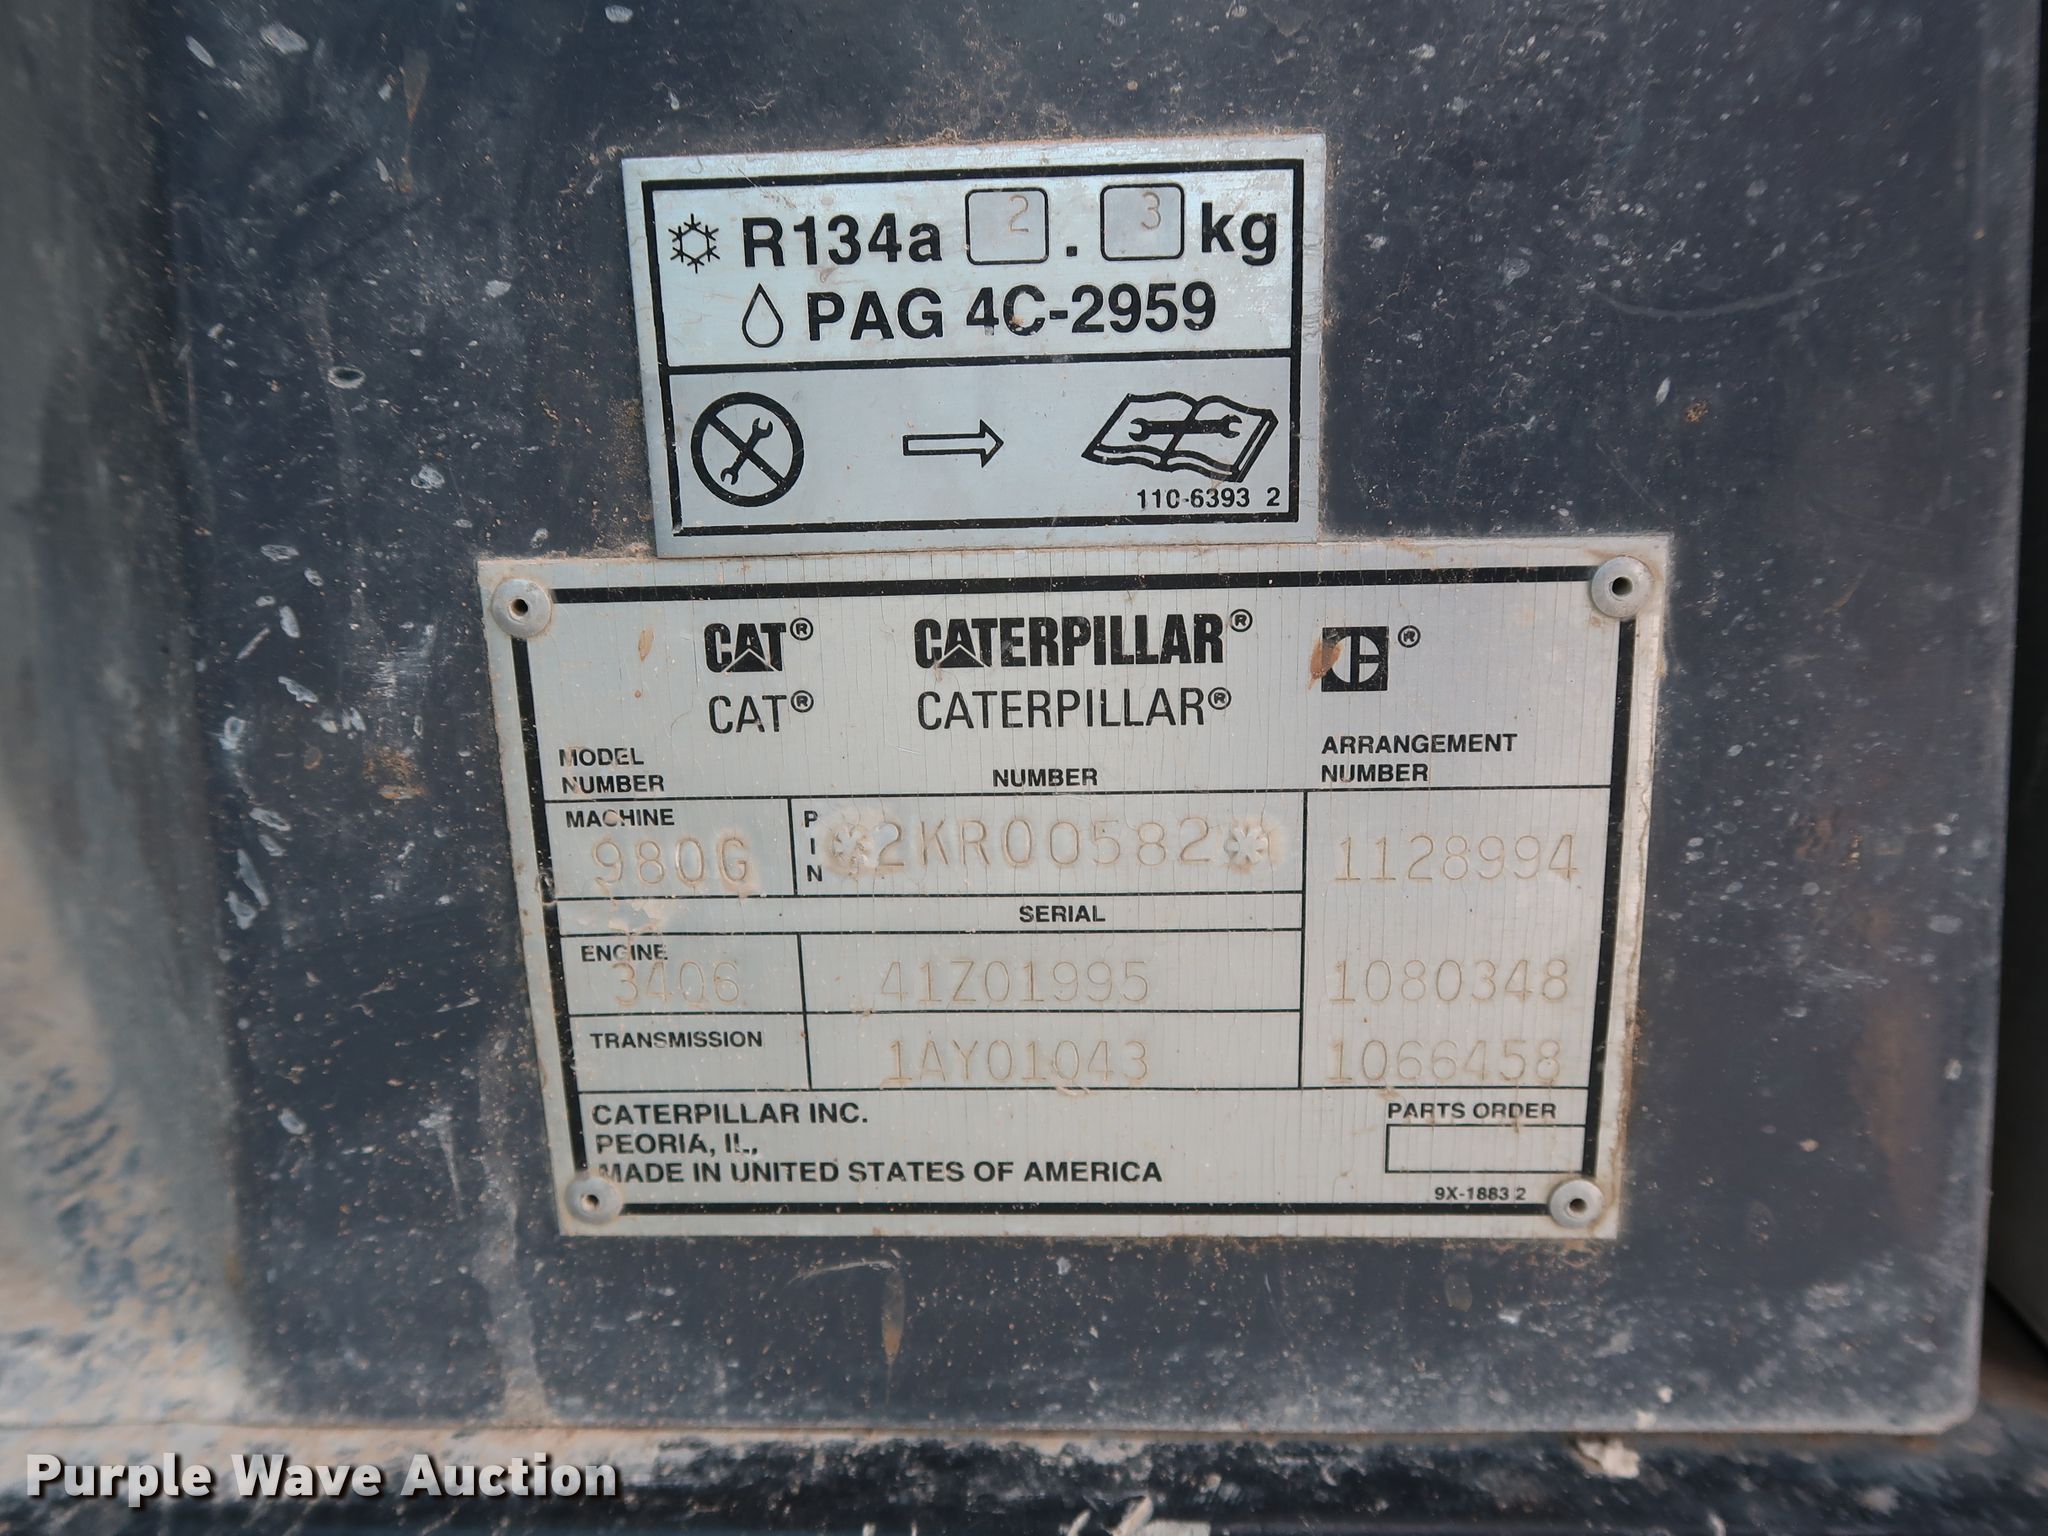 R134a 2 . 3 kg
PAG 4C-2959
11C-6393 2
CAT® CATERPILLAR® ®
CAT® CATERPILLAR®
MODEL NUMBER NUMBER ARRANGEMENT NUMBER
MACHINE PIN
980G *2KR00582* 1128994
SERIAL
ENGINE
3406 41Z01995 1080348
TRANSMISSION 1AY01043 1066458
CATERPILLAR INC. PARTS ORDER
PEORIA, IL,
MADE IN UNITED STATES OF AMERICA
9X-1883 2
Purple Wave Auction